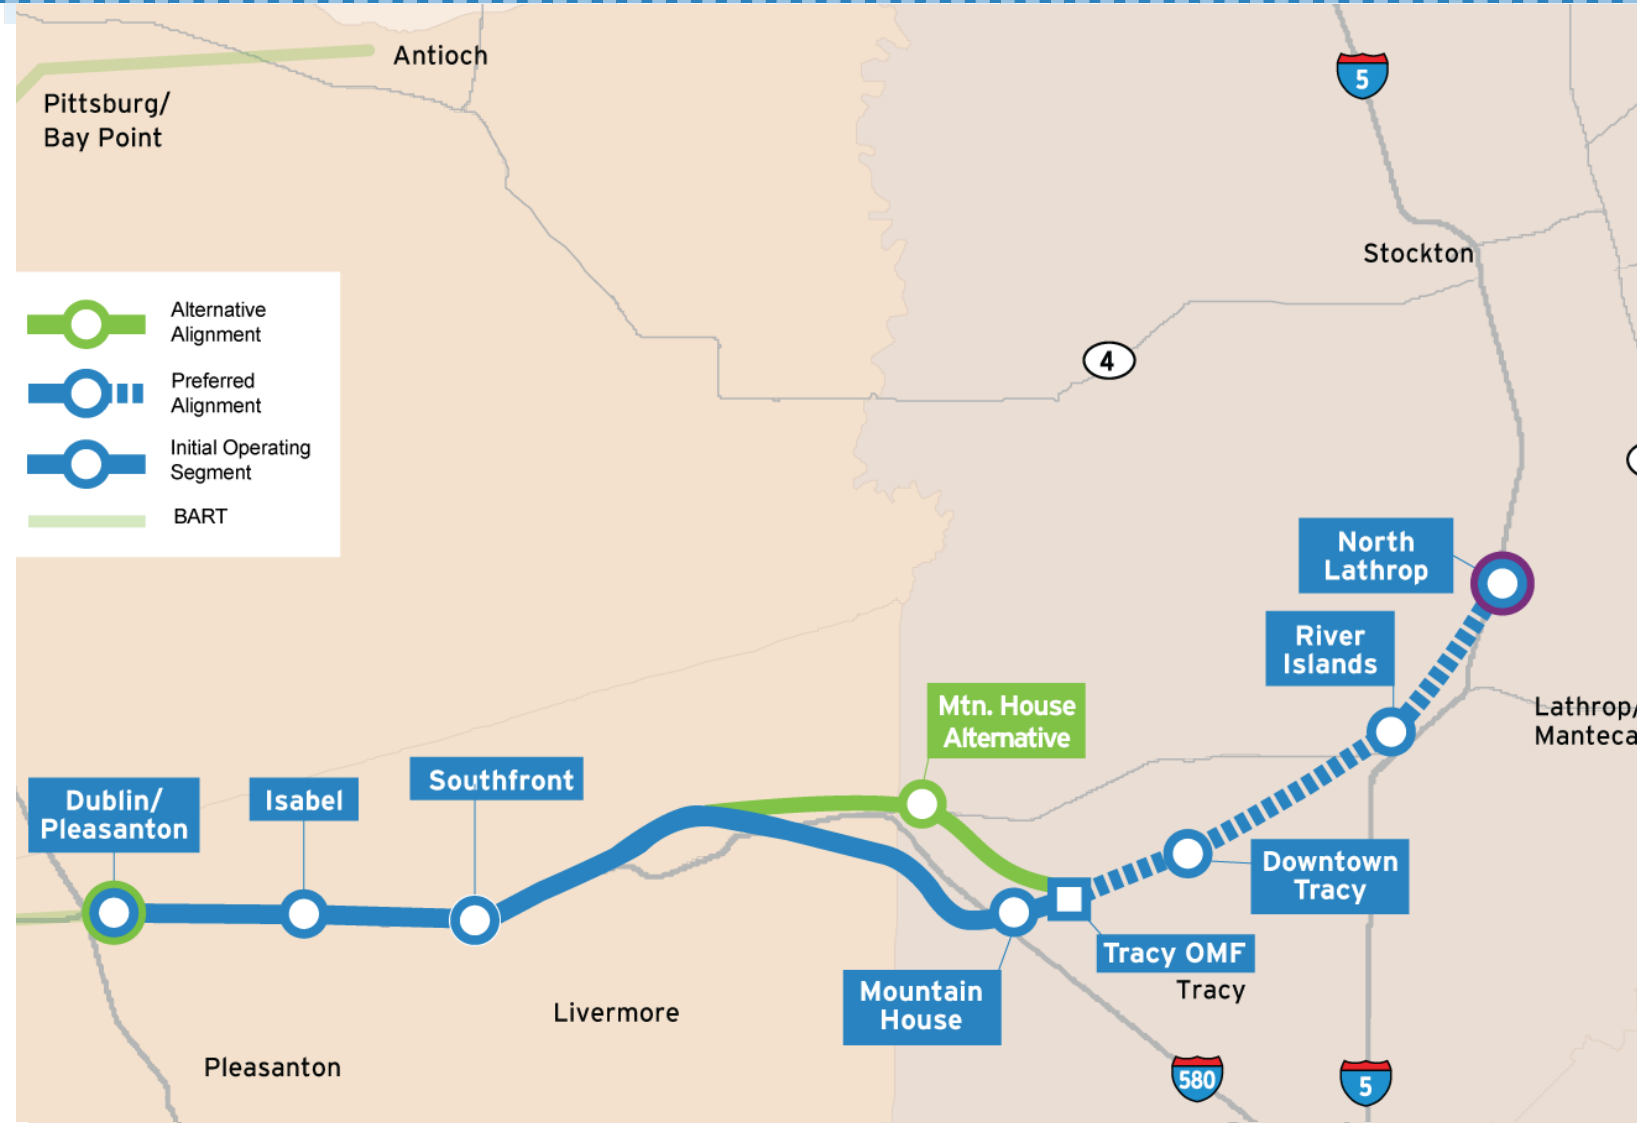 Antioch
Pittsburg/
Bay Point
5
Stockton
4
Alternative
Alignment
Preferred
Alignment
Initial Operating
Segment
BART
North
Lathrop
River
Islands
Mtn. House
Alternative
Lathrop/
Manteca
Dublin/
Pleasanton
Isabel
Southfront
Downtown
Tracy
Tracy OMF
Tracy
Mountain
House
Livermore
Pleasanton
580
5